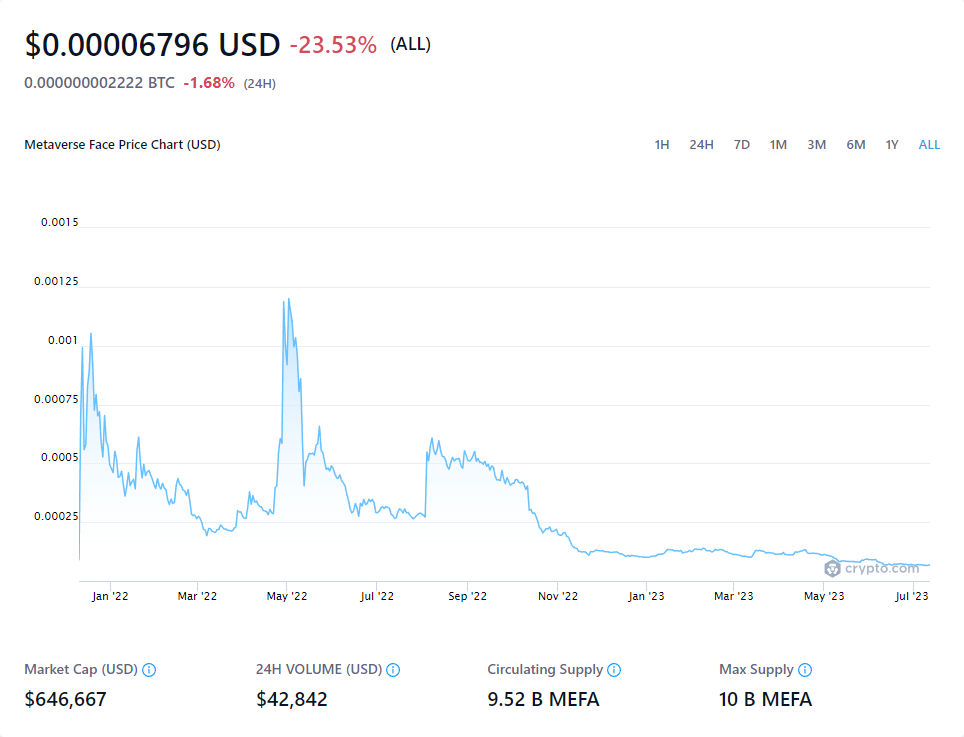 $0.00006796 USD -23.53% (ALL)
0.000000002222 BTC -1.68% (24H)
Metaverse Face Price Chart (USD) 1H 24H 7D 1M 3M 6M 1Y ALL
0.0015
0.00125
0.001
0.00075
0.0005
0.00025
crypto.com
Jan '22 Mar '22 May '22 Jul '22 Sep '22 Nov '22 Jan '23 Mar '23 May '23 Jul '23
Market Cap (USD) 24H VOLUME (USD) Circulating Supply Max Supply
$646,667 $42,842 9.52 B MEFA 10 B MEFA